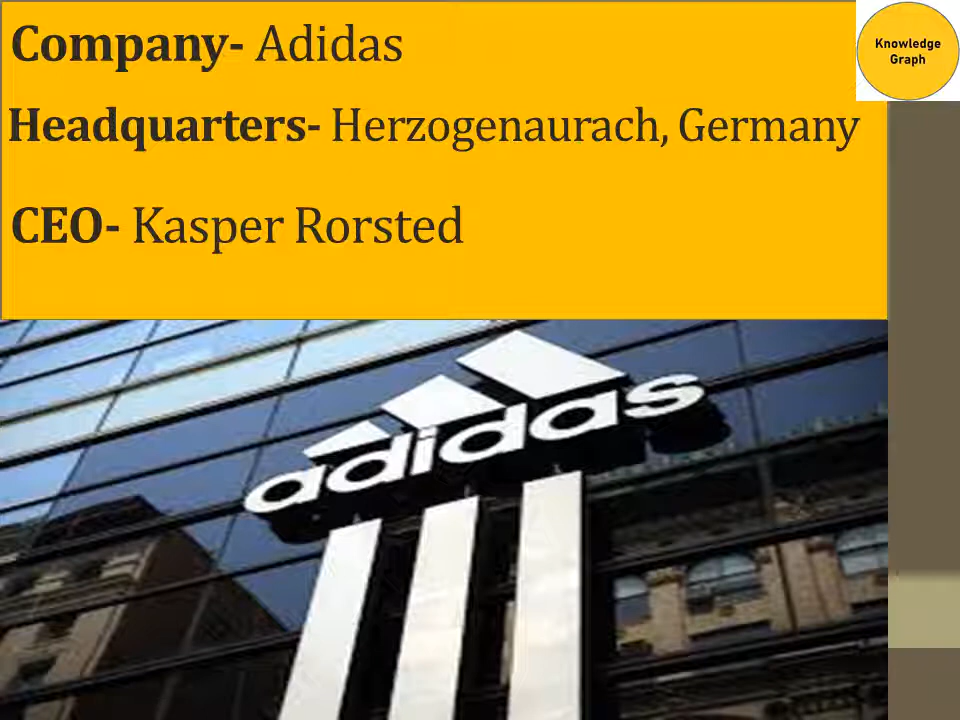 Company- Adidas
Knowledge
Graph
Headquarters- Herzogenaurach, Germany
CEO- Kasper Rorsted
adidas